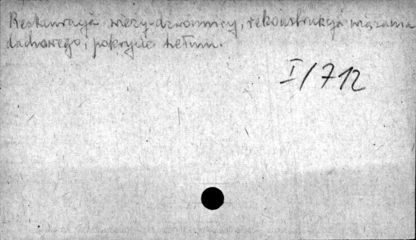 Restauracja wieży-dzwonnicy, rekonstrukcja wiązania
dachowego, pokrycie hełmu.
I/712